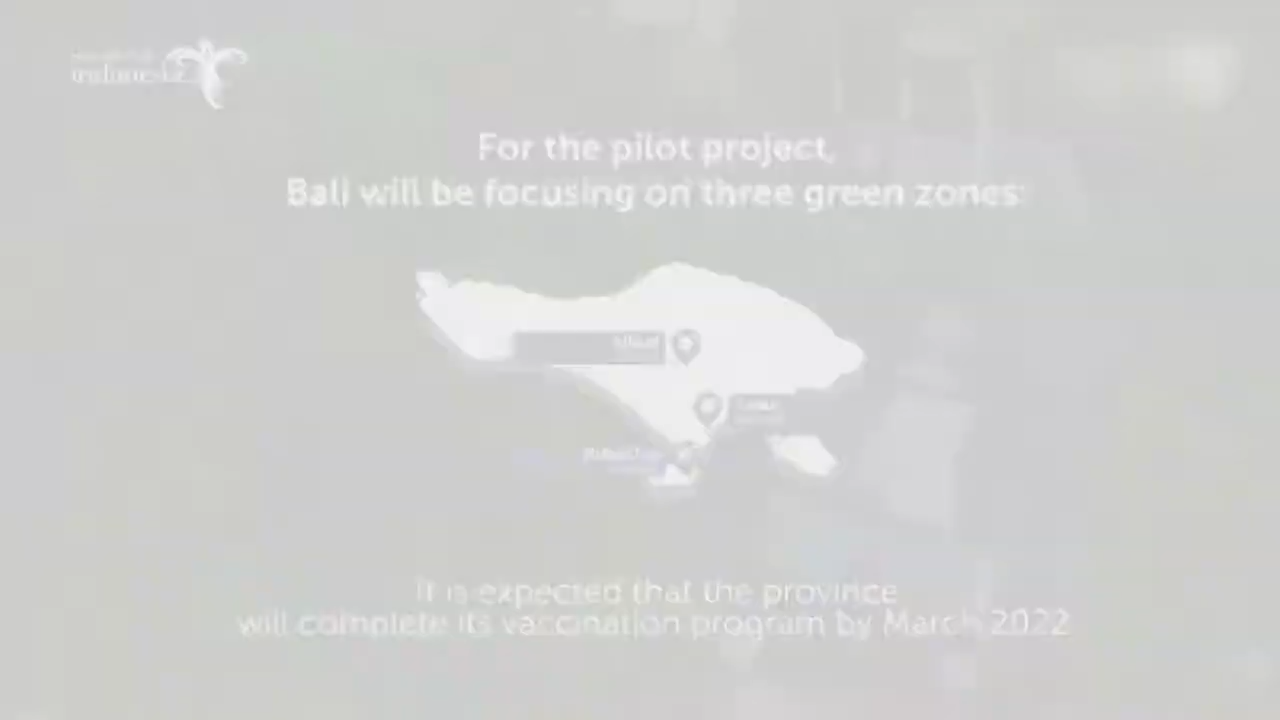 indonesia
For the pilot project,
Bali will be focusing on three green zones:
Ubud
It is expected that the province
will complete its vaccination program by March 2022